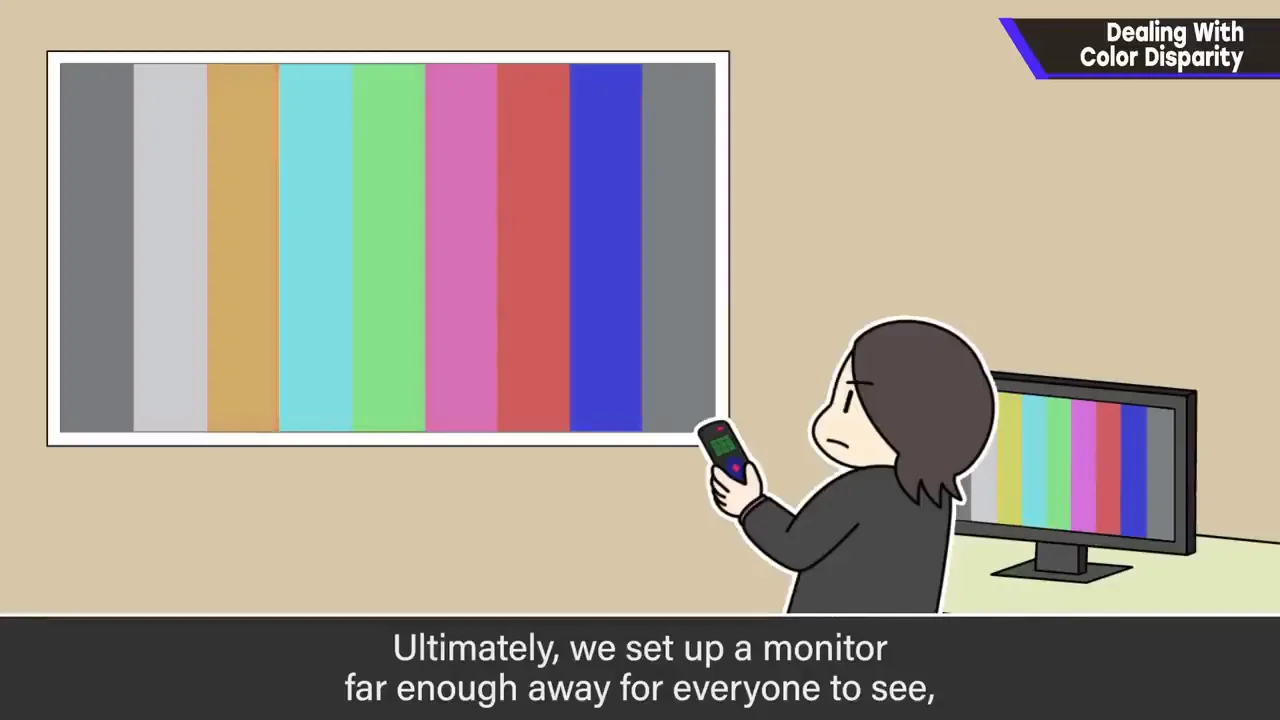 Dealing With
Color Disparity
Ultimately, we set up a monitor
far enough away for everyone to see,